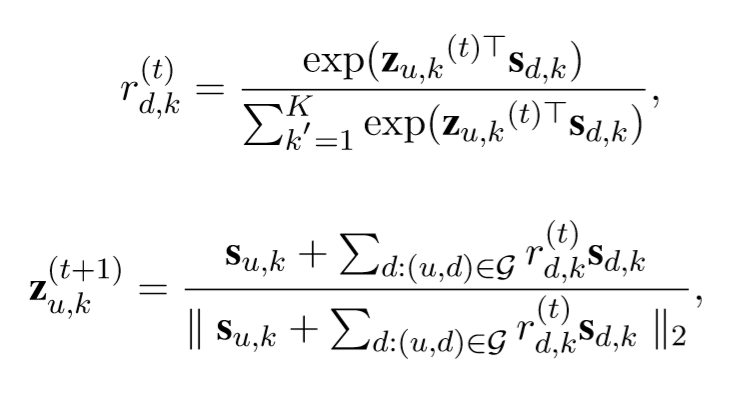 r_{d,k}^{(t)} = \frac{\exp(\mathbf{z}_{u,k}{}^{(t)\top}\mathbf{s}_{d,k})}{\sum_{k'=1}^{K} \exp(\mathbf{z}_{u,k}{}^{(t)\top}\mathbf{s}_{d,k})},
\mathbf{z}_{u,k}^{(t+1)} = \frac{\mathbf{s}_{u,k} + \sum_{d:(u,d)\in\mathcal{G}} r_{d,k}^{(t)}\mathbf{s}_{d,k}}{\| \mathbf{s}_{u,k} + \sum_{d:(u,d)\in\mathcal{G}} r_{d,k}^{(t)}\mathbf{s}_{d,k} \|_2},